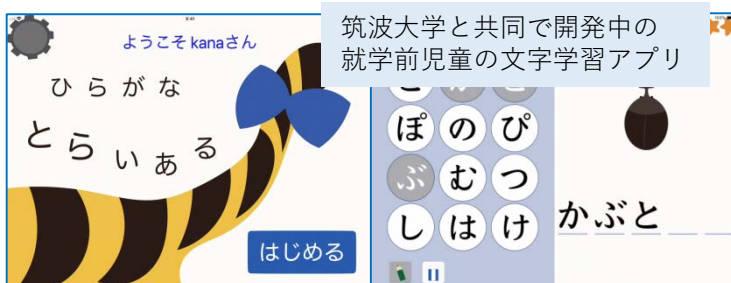 筑波大学と共同で開発中の
就学前児童の文字学習アプリ
ようこそ kanaさん
ひらがな
とらいある
はじめる
ぽ の ぴ
ぶ む つ
し は け
かぶと